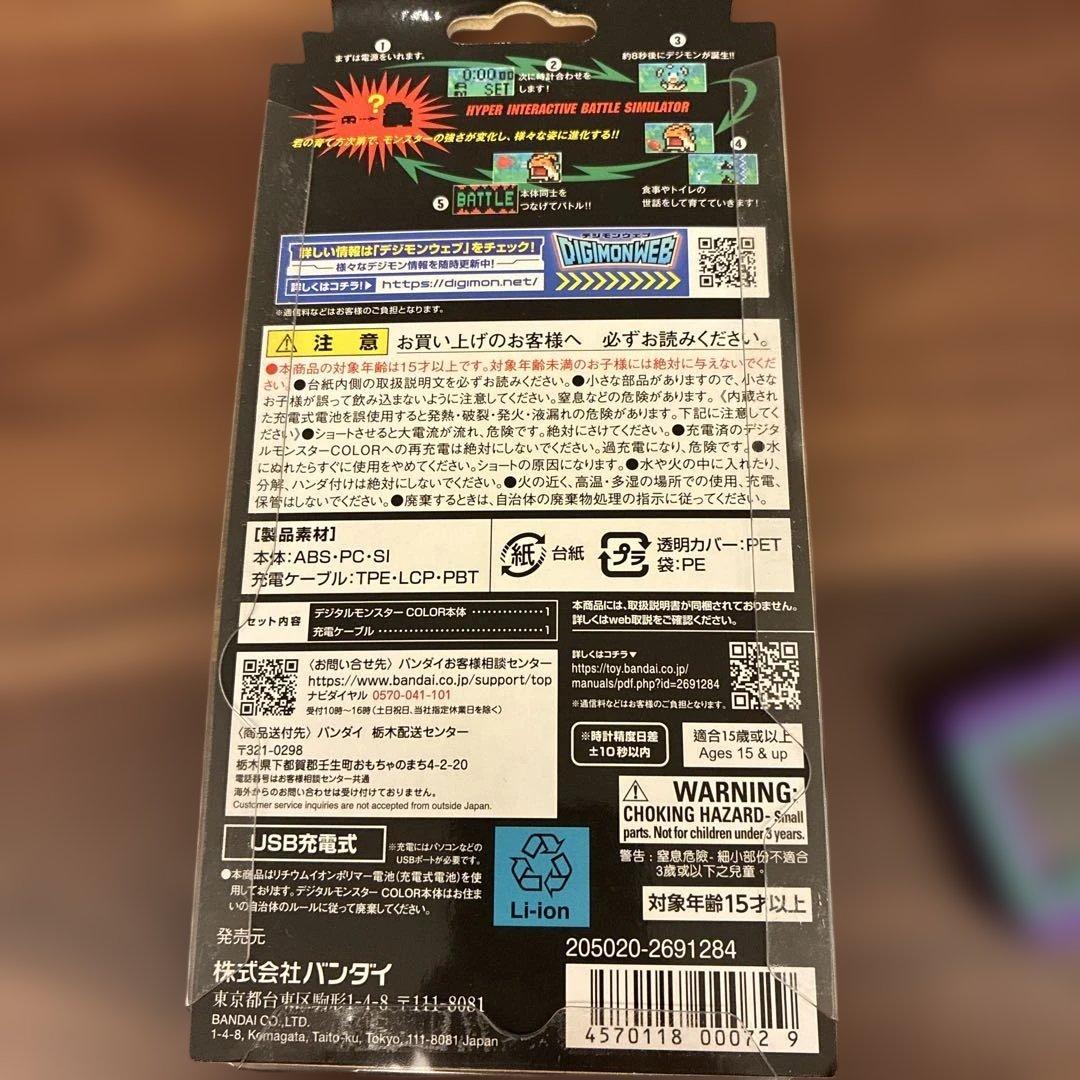 ① まずは電源をいれます。
② 次に時計合わせをします!
0:00 00
SET
③ 約8秒後にデジモンが誕生!!
HYPER INTERACTIVE BATTLE SIMULATOR
?
君の育て方次第で、モンスターの強さが変化し、様々な姿に進化する!!
④
食事やトイレの
世話をして育てていきます!
⑤ BATTLE 本体同士を
つなげてバトル!!
詳しい情報は「デジモンウェブ」をチェック!
様々なデジモン情報を随時更新中!
詳しくはコチラ!▶ https://digimon.net/
デジモンウェブ
DIGIMONWEB
※通信料などはお客様のご負担となります。
⚠ 注 意 お買い上げのお客様へ 必ずお読みください。
●本商品の対象年齢は15才以上です。対象年齢未満のお子様には絶対に与えないでくだ
さい。●台紙内側の取扱説明文を必ずお読みください。●小さな部品がありますので、小さな
お子様が誤って飲み込まないように注意してください。窒息などの危険があります。《内蔵され
た充電式電池を誤使用すると発熱・破裂・発火・液漏れの危険があります。下記に注意してく
ださい》●ショートさせると大電流が流れ、危険です。絶対にさけてください。●充電済のデジタ
ルモンスターCOLORへの再充電は絶対にしないでください。過充電になり、危険です。●水
にぬれたらすぐに使用をやめてください。ショートの原因になります。●水や火の中に入れたり、
分解、ハンダ付けは絶対にしないでください。●火の近く、高温・多湿の場所での使用、充電、
保管はしないでください。●廃棄するときは、自治体の廃棄物処理の指示に従ってください。
[製品素材]
本体:ABS・PC・SI
充電ケーブル:TPE・LCP・PBT
紙 台紙
プラ 透明カバー:PET
袋:PE
セット内容
デジタルモンスター COLOR本体 ・・・・・・・・・・・・・ 1
充電ケーブル ・・・・・・・・・・・・・・・・・・・・・・・・・・・・ 1
本商品には、取扱説明書が同梱されておりません。
詳しくはweb取説をご確認ください。
詳しくはコチラ▼
https://toy.bandai.co.jp/
manuals/pdf.php?id=2691284
※通信料などはお客様のご負担となります。
〈お問い合せ先〉バンダイお客様相談センター
https://www.bandai.co.jp/support/top
ナビダイヤル 0570-041-101
受付10時〜16時(土日祝日、当社指定休業日を除く)
〈商品送付先〉バンダイ 栃木配送センター
〒321-0298
栃木県下都賀郡壬生町おもちゃのまち4-2-20
電話番号はお客様相談センター共通
海外からのお問い合わせは受け付けておりません。
Customer service inquiries are not accepted from outside Japan.
※時計精度日差
±10秒以内
適合15歲或以上
Ages 15 & up
⚠ WARNING:
CHOKING HAZARD- Small
parts. Not for children under 3 years.
警告:窒息危險-細小部份不適合
3歲或以下之兒童。
対象年齢15才以上
USB充電式
※充電にはパソコンなどの
USBポートが必要です。
●本商品はリチウムイオンポリマー電池(充電式電池)を使
用しております。デジタルモンスター COLOR本体はお住ま
いの自治体のルールに従って廃棄してください。
Li-ion
発売元
株式会社バンダイ
東京都台東区駒形1-4-8 〒111-8081
BANDAI CO.,LTD.
1-4-8, Komagata, Taito-ku, Tokyo, 111-8081 Japan
205020-2691284
4570118 000729